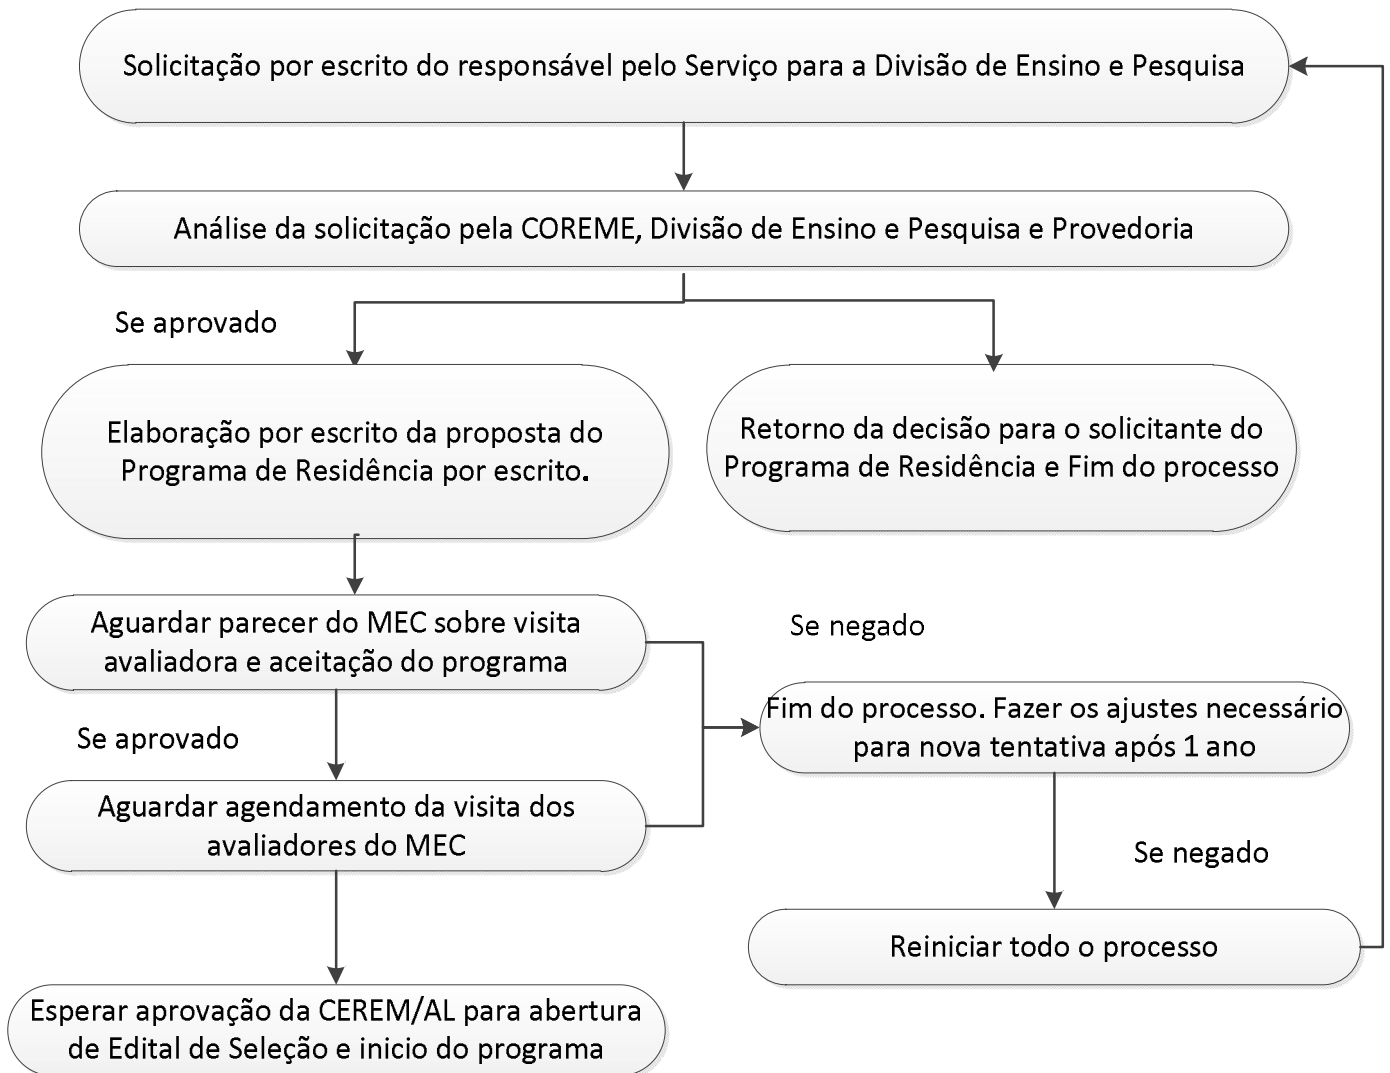 Solicitação por escrito do responsável pelo Serviço para a Divisão de Ensino e Pesquisa
Análise da solicitação pela COREME, Divisão de Ensino e Pesquisa e Provedoria
Se aprovado
Elaboração por escrito da proposta do
Programa de Residência por escrito.
Retorno da decisão para o solicitante do
Programa de Residência e Fim do processo
Aguardar parecer do MEC sobre visita
avaliadora e aceitação do programa
Se negado
Fim do processo. Fazer os ajustes necessário
para nova tentativa após 1 ano
Se aprovado
Aguardar agendamento da visita dos
avaliadores do MEC
Se negado
Reiniciar todo o processo
Esperar aprovação da CEREM/AL para abertura
de Edital de Seleção e inicio do programa